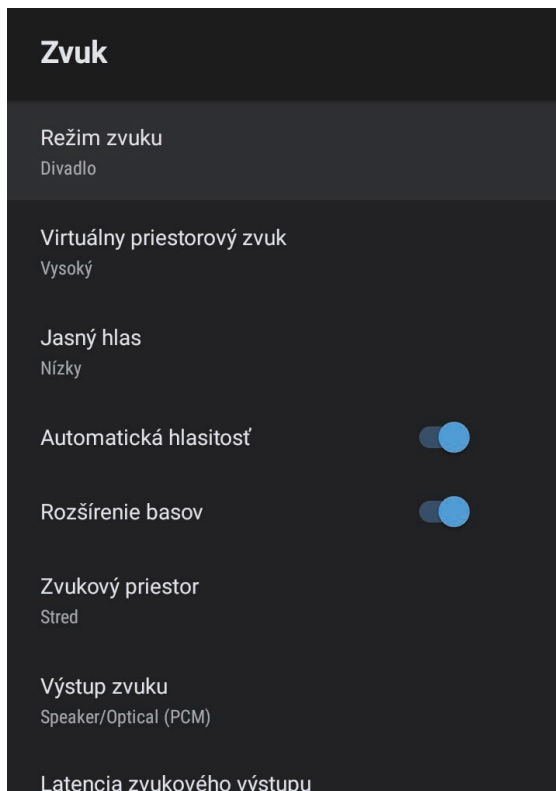 Zvuk
Režim zvuku
Divadlo
Virtuálny priestorový zvuk
Vysoký
Jasný hlas
Nízky
Automatická hlasitosť
Rozšírenie basov
Zvukový priestor
Stred
Výstup zvuku
Speaker/Optical (PCM)
Latencia zvukového výstupu